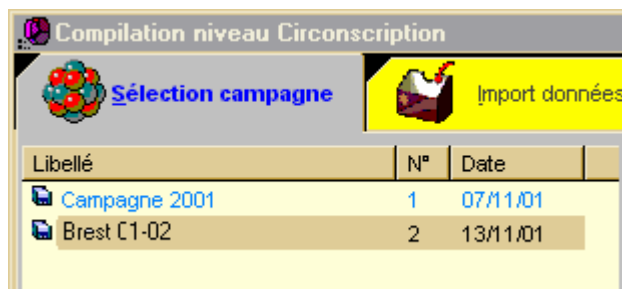 Compilation niveau Circonscription
Sélection campagne Import données
Libellé N° Date
Campagne 2001 1 07/11/01
Brest 01-02 2 13/11/01